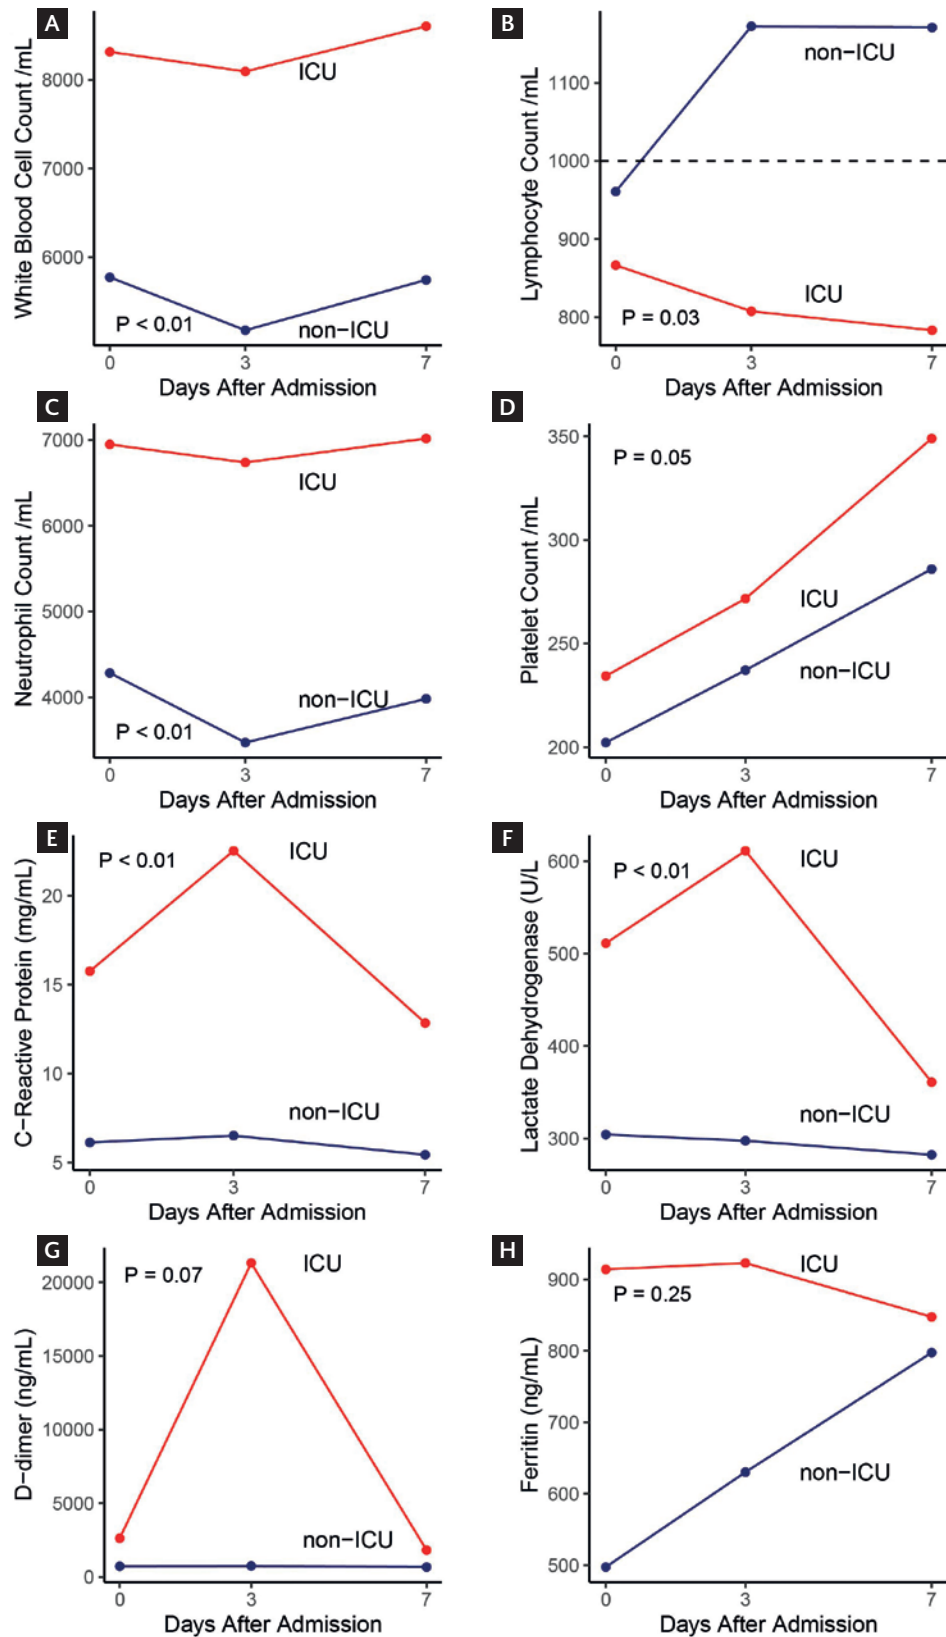 A
White Blood Cell Count /mL
8000
7000
6000
ICU
P < 0.01
non−ICU
0 3 7
Days After Admission
B
Lymphocyte Count /mL
1100
1000
900
800
non−ICU
ICU
P = 0.03
0 3 7
Days After Admission
C
Neutrophil Count /mL
7000
6000
5000
4000
ICU
non−ICU
P < 0.01
0 3 7
Days After Admission
D
Platelet Count /mL
350
300
250
200
P = 0.05
ICU
non−ICU
0 3 7
Days After Admission
E
C−Reactive Protein (mg/mL)
20
15
10
5
P < 0.01
ICU
non−ICU
0 3 7
Days After Admission
F
Lactate Dehydrogenase (U/L
600
500
400
300
P < 0.01
ICU
non−ICU
0 3 7
Days After Admission
G
D−dimer (ng/mL)
20000
15000
10000
5000
0
P = 0.07
ICU
non−ICU
0 3 7
Days After Admission
H
Ferritin (ng/mL)
900
800
700
600
500
ICU
P = 0.25
non−ICU
0 3 7
Days After Admission